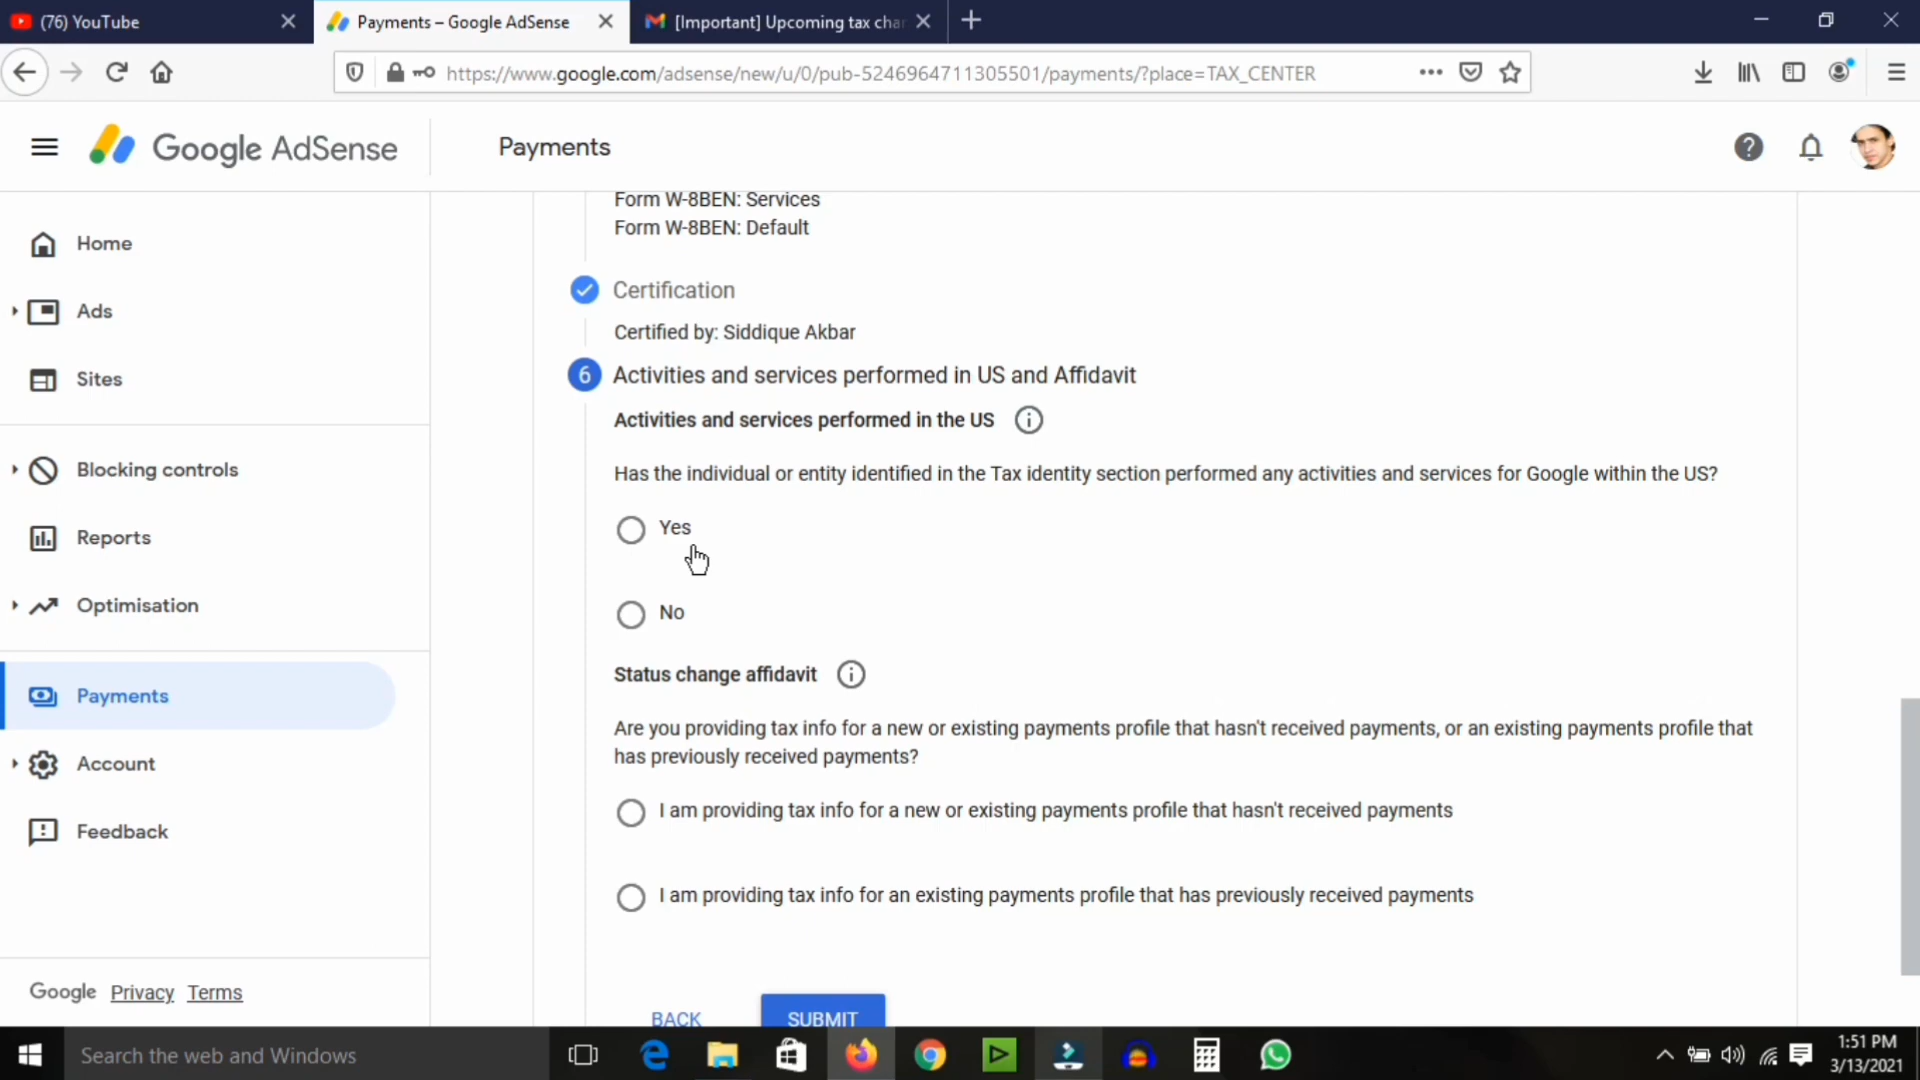 (76) YouTube
Payments – Google AdSense
[Important] Upcoming tax cha
https://www.google.com/adsense/new/u/0/pub-5246964711305501/payments/?place=TAX_CENTER
Google AdSense
Payments
Home
Ads
Sites
Blocking controls
Reports
Optimisation
Payments
Account
Feedback
Google Privacy Terms
Form W-8BEN: Services
Form W-8BEN: Default
Certification
Certified by: Siddique Akbar
6 Activities and services performed in US and Affidavit
Activities and services performed in the US
Has the individual or entity identified in the Tax identity section performed any activities and services for Google within the US?
Yes
No
Status change affidavit
Are you providing tax info for a new or existing payments profile that hasn't received payments, or an existing payments profile that
has previously received payments?
I am providing tax info for a new or existing payments profile that hasn't received payments
I am providing tax info for an existing payments profile that has previously received payments
BACK
SUBMIT
Search the web and Windows
1:51 PM
3/13/2021